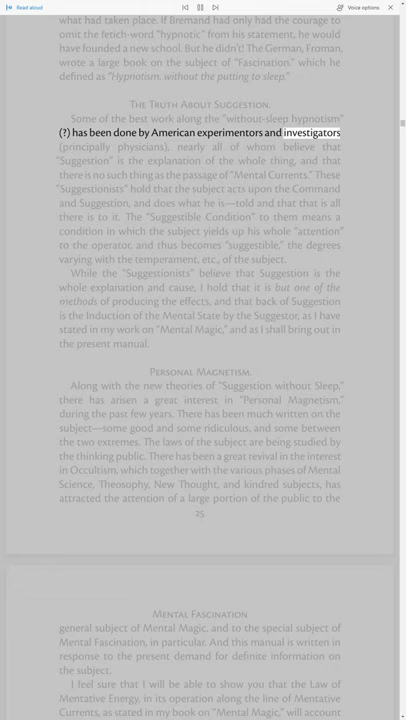 Read aloud
Voice options
what had taken place. If Bremand had only had the courage to
omit the fetich-word "hypnotic" from his statement, he would
have founded a new school. But he didn't! The German, Froman,
wrote a large book on the subject of "Fascination," which he
defined as "Hypnotism, without the putting to sleep."
The Truth About Suggestion.
Some of the best work along the "without-sleep hypnotism"
(?) has been done by American experimentors and investigators
(principally physcians), nearly all of whom believe that
"Suggestion" is the explanation of the whole thing, and that
there is no such thing as the passage of "Mental Currents." These
"Suggestionists" hold that the subject acts upon the Command
and Suggestion, and does what he is—told and that that is all
there is to it. The "Suggestible Condition" to them means a
condition in which the subject yields up his whole "attention"
to the operator, and thus becomes "suggestible," the degrees
varying with the temperament, etc., of the subject.
While the "Suggestionists" believe that Suggestion is the
whole explanation and cause, I hold that it is but one of the
methods of producing the effects, and that back of Suggestion
is the Induction of the Mental State by the Suggestor, as I have
stated in my work on "Mental Magic," and as I shall bring out in
the present manual.
Personal Magnetism.
Along with the new theories of "Suggestion without Sleep,"
there has arisen a great interest in "Personal Magnetism,"
during the past few years. There has been much written on the
subject—some good and some ridiculous, and some between
the two extremes. The laws of the subject are being studied by
the thinking public. There has been a great revival in the interest
in Occultism, which together with the various phases of Mental
Science, Theosophy, New Thought, and kindred subjects, has
attracted the attention of a large portion of the public to the
25
Mental Fascination
general subject of Mental Magic, and to the special subject of
Mental Fascination, in particular. And this manual is written in
response to the present demand for definite information on
the subject.
I feel sure that I will be able to show you that the Law of
Mentative Energy, in its operation along the line of Mentative
Currents, as stated in my book on "Mental Magic," will account